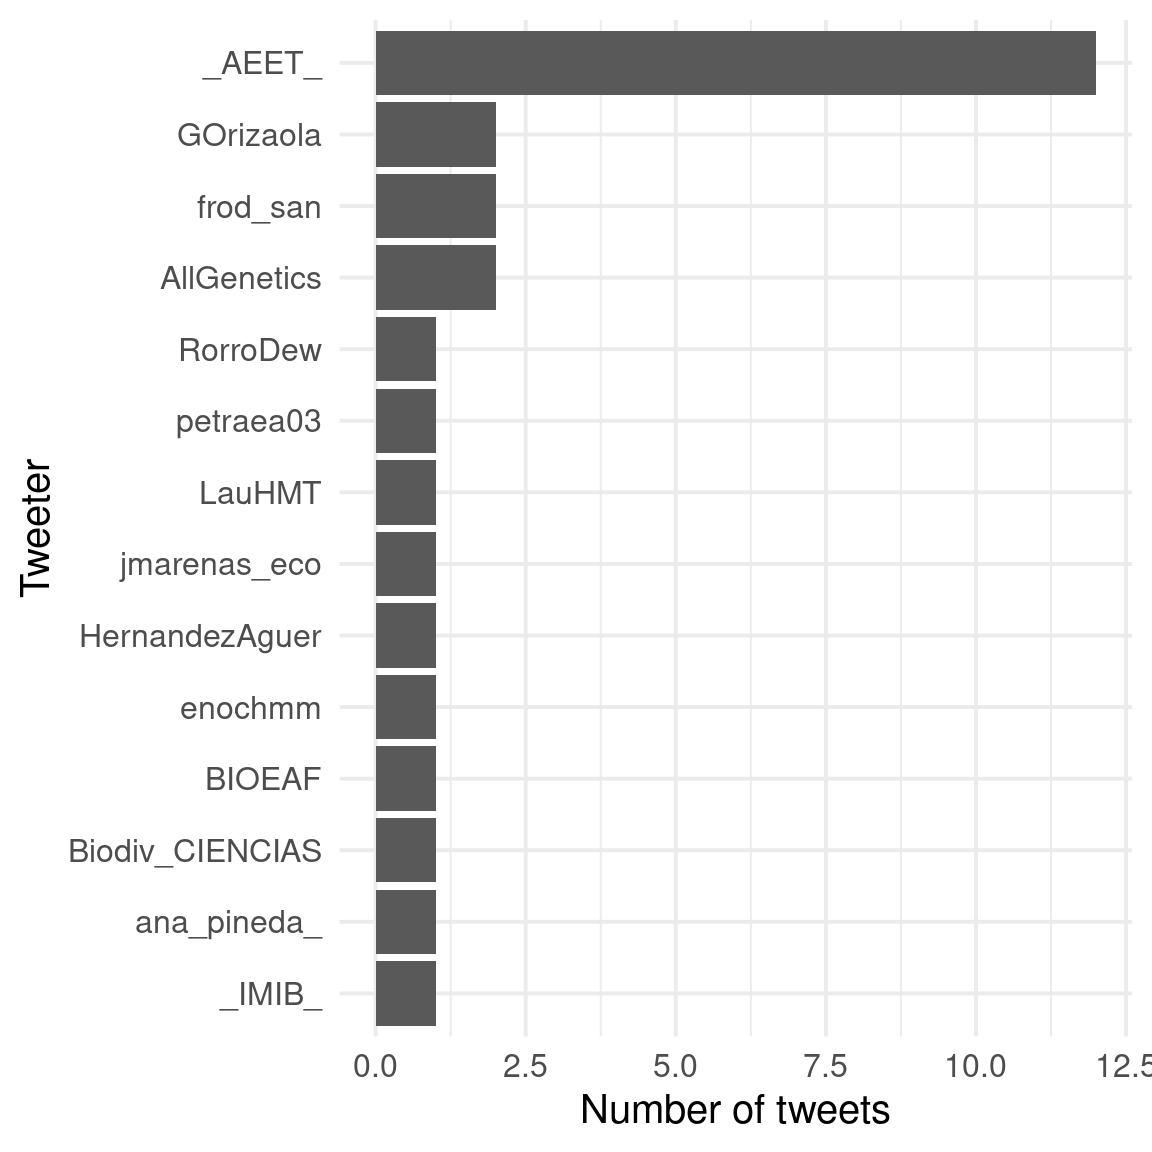 _AEET_
GOrizaola
frod_san
AllGenetics
RorroDew
petraea03
LauHMT
jmarenas_eco
HernandezAguer
enochmm
BIOEAF
Biodiv_CIENCIAS
ana_pineda_
_IMIB_
Tweeter
0.0 2.5 5.0 7.5 10.0 12.5
Number of tweets